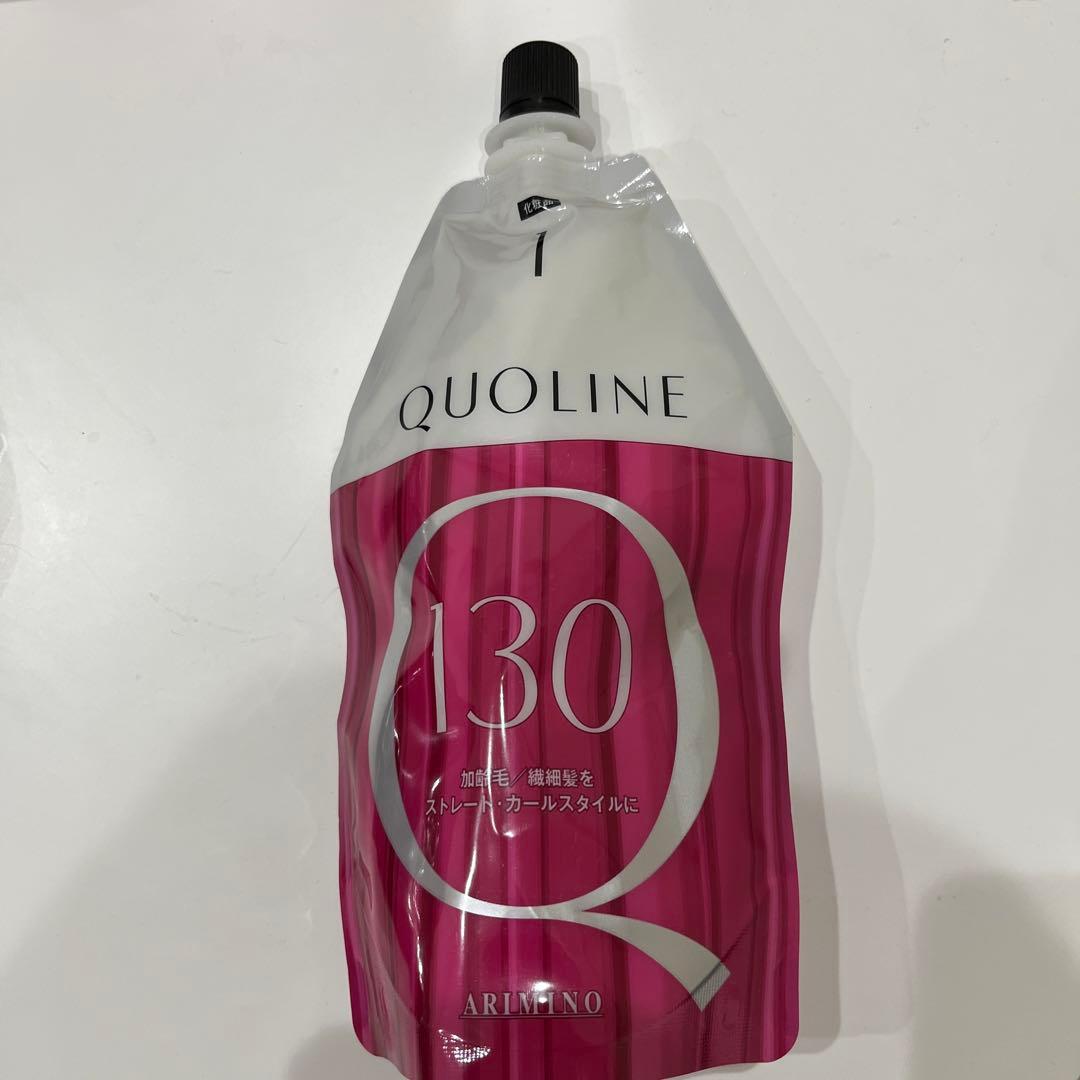 化粧品
1
QUOLINE
130
加齢毛／繊細髪を
ストレート・カールスタイルに
ARIMINO